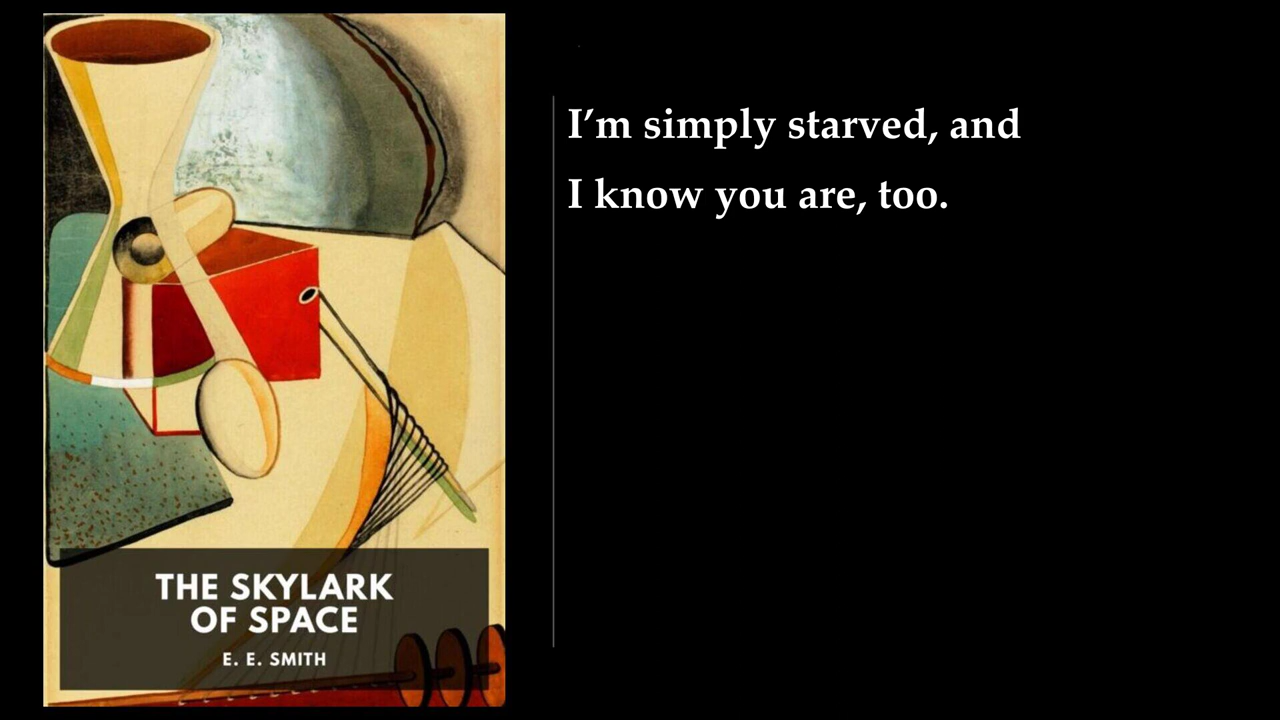 THE SKYLARK
OF SPACE
E. E. SMITH
I’m simply starved, and
I know you are, too.